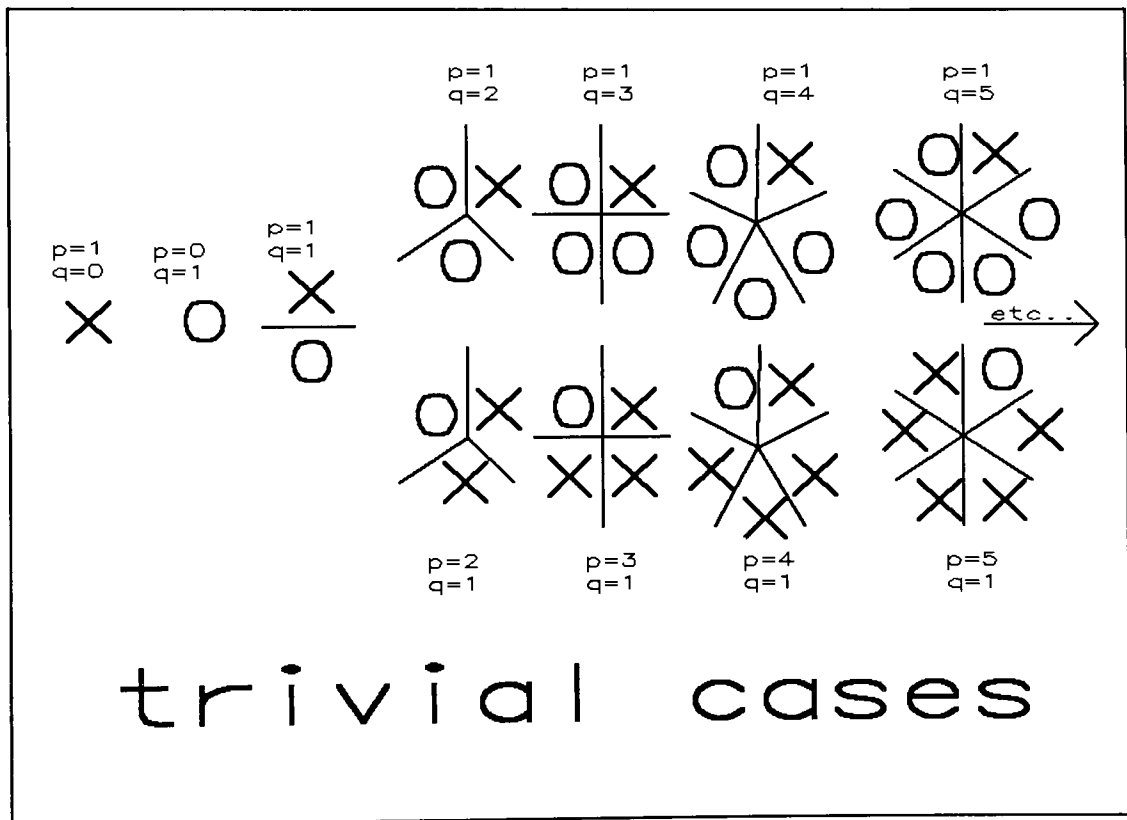 p=1
q=2
p=1
q=3
p=1
q=4
p=1
q=5
p=1
q=0
p=0
q=1
p=1
q=1
X
O
X
O
O X
O
O X
O O
O X
O O
O
O X
O O
O O
etc..
O X
X
O X
X X
O X
X X
X
X O
X X
X X
p=2
q=1
p=3
q=1
p=4
q=1
p=5
q=1
trivial cases